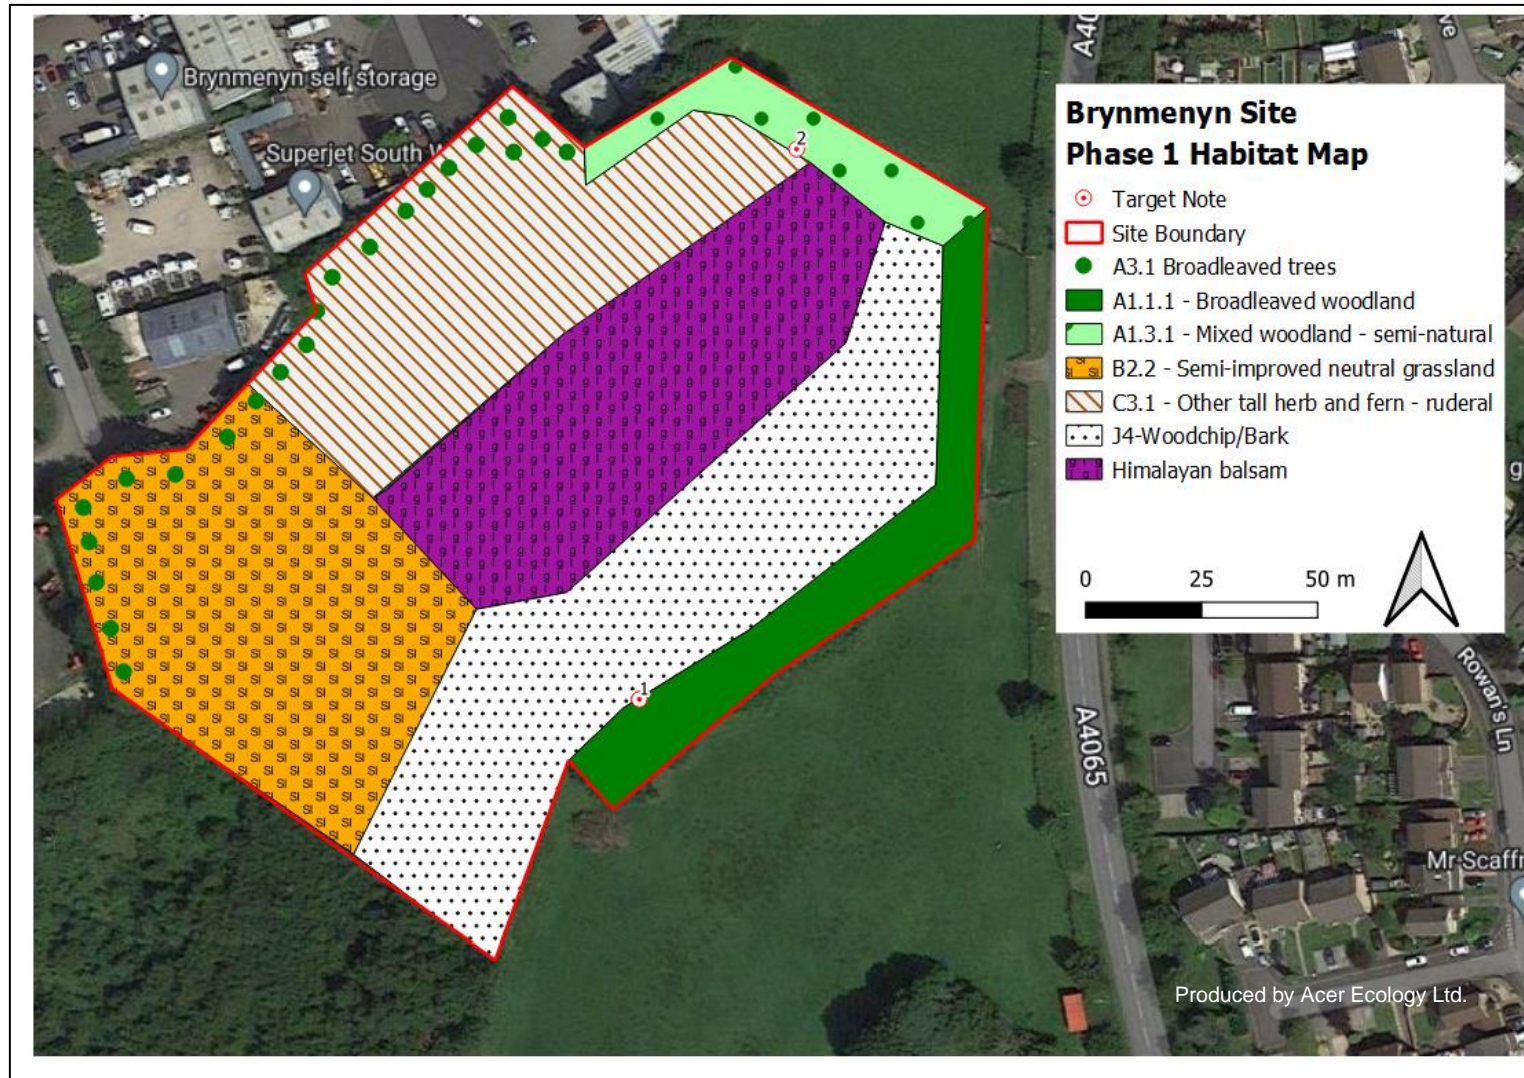 Brynmenyn self storage
Superjet South W
A40
ve
Brynmenyn Site
Phase 1 Habitat Map
Target Note
Site Boundary
A3.1 Broadleaved trees
A1.1.1 - Broadleaved woodland
A1.3.1 - Mixed woodland - semi-natural
B2.2 - Semi-improved neutral grassland
C3.1 - Other tall herb and fern - ruderal
J4-Woodchip/Bark
Himalayan balsam
0 25 50 m
2
1
g
A4065
Rowan's Ln
Mr Scaffr
Produced by Acer Ecology Ltd.